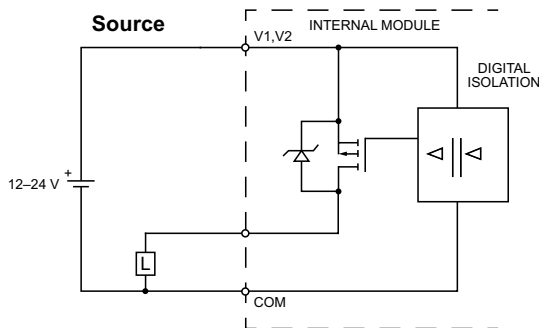 Source
INTERNAL MODULE
V1,V2
DIGITAL
ISOLATION
+
12–24 V
L
COM